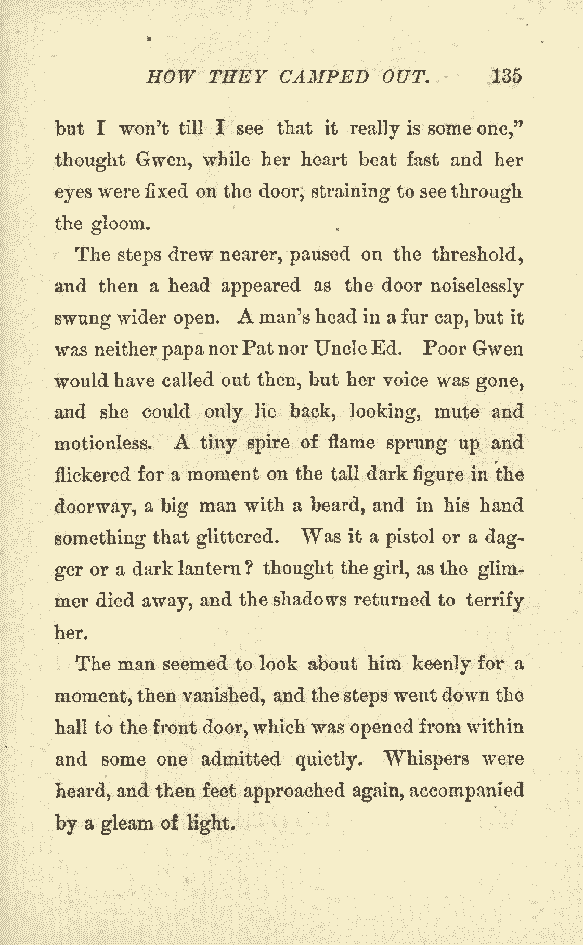 HOW THEY CAMPED OUT. 135
but I won't till I see that it really is some one,"
thought Gwen, while her heart beat fast and her
eyes were fixed on the door, straining to see through
the gloom.
The steps drew nearer, paused on the threshold,
and then a head appeared as the door noiselessly
swung wider open. A man's head in a fur cap, but it
was neither papa nor Pat nor Uncle Ed. Poor Gwen
would have called out then, but her voice was gone,
and she could only lie back, looking, mute and
motionless. A tiny spire of flame sprung up and
flickered for a moment on the tall dark figure in the
doorway, a big man with a beard, and in his hand
something that glittered. Was it a pistol or a dag-
ger or a dark lantern? thought the girl, as the glim-
mer died away, and the shadows returned to terrify
her.
The man seemed to look about him keenly for a
moment, then vanished, and the steps went down the
hall to the front door, which was opened from within
and some one admitted quietly. Whispers were
heard, and then feet approached again, accompanied
by a gleam of light.